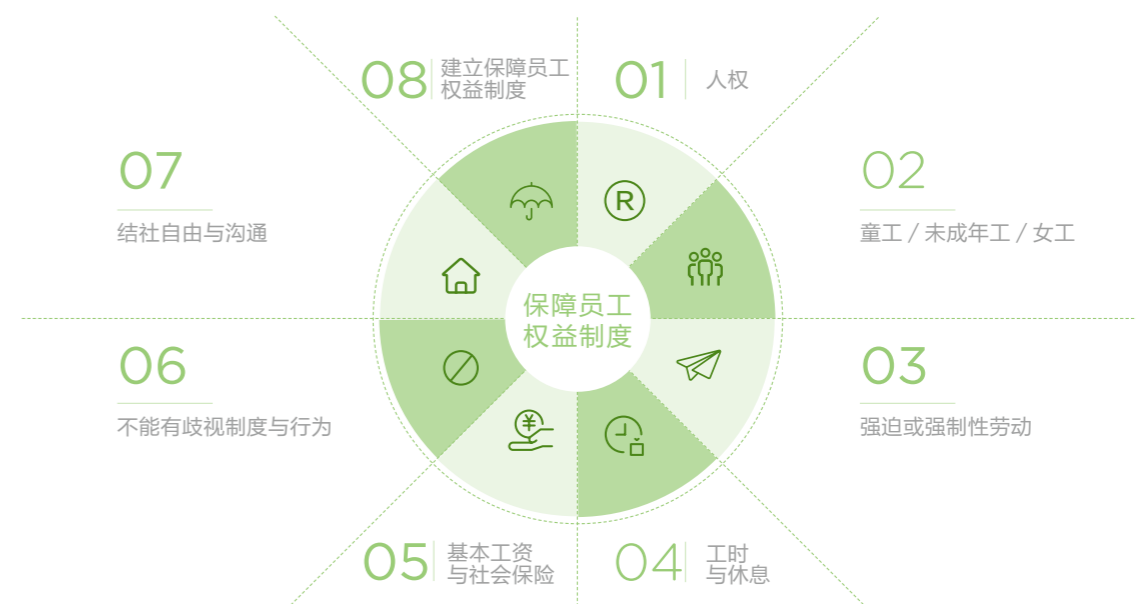 08
建立保障员工
权益制度
01
人权
07
结社自由与沟通
02
童工 / 未成年工 / 女工
R
保障员工
权益制度
06
不能有歧视制度与行为
03
强迫或强制性劳动
¥
05
基本工资
与社会保险
04
工时
与休息